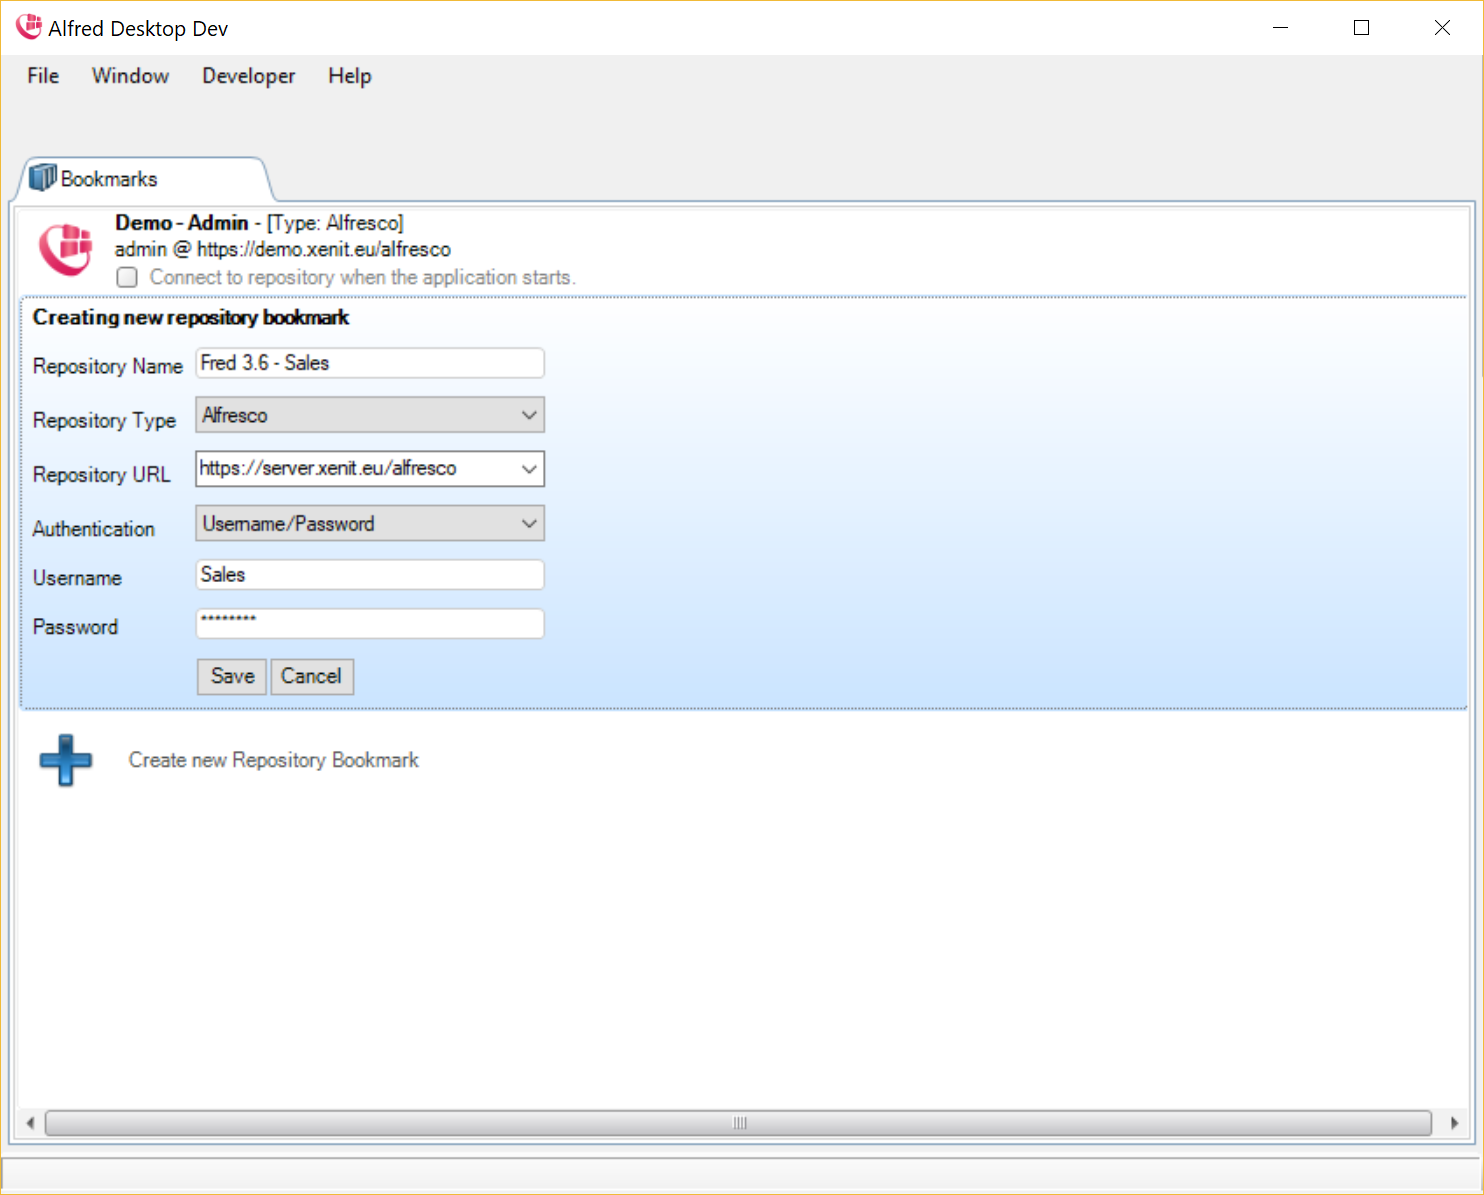 Alfred Desktop Dev
File Window Developer Help
Bookmarks
Demo - Admin - [Type: Alfresco]
admin @ https://demo.xenit.eu/alfresco
Connect to repository when the application starts.
Creating new repository bookmark
Repository Name Fred 3.6 - Sales
Repository Type Alfresco
Repository URL https://server.xenit.eu/alfresco
Authentication Username/Password
Username Sales
Password ********
Save Cancel
Create new Repository Bookmark